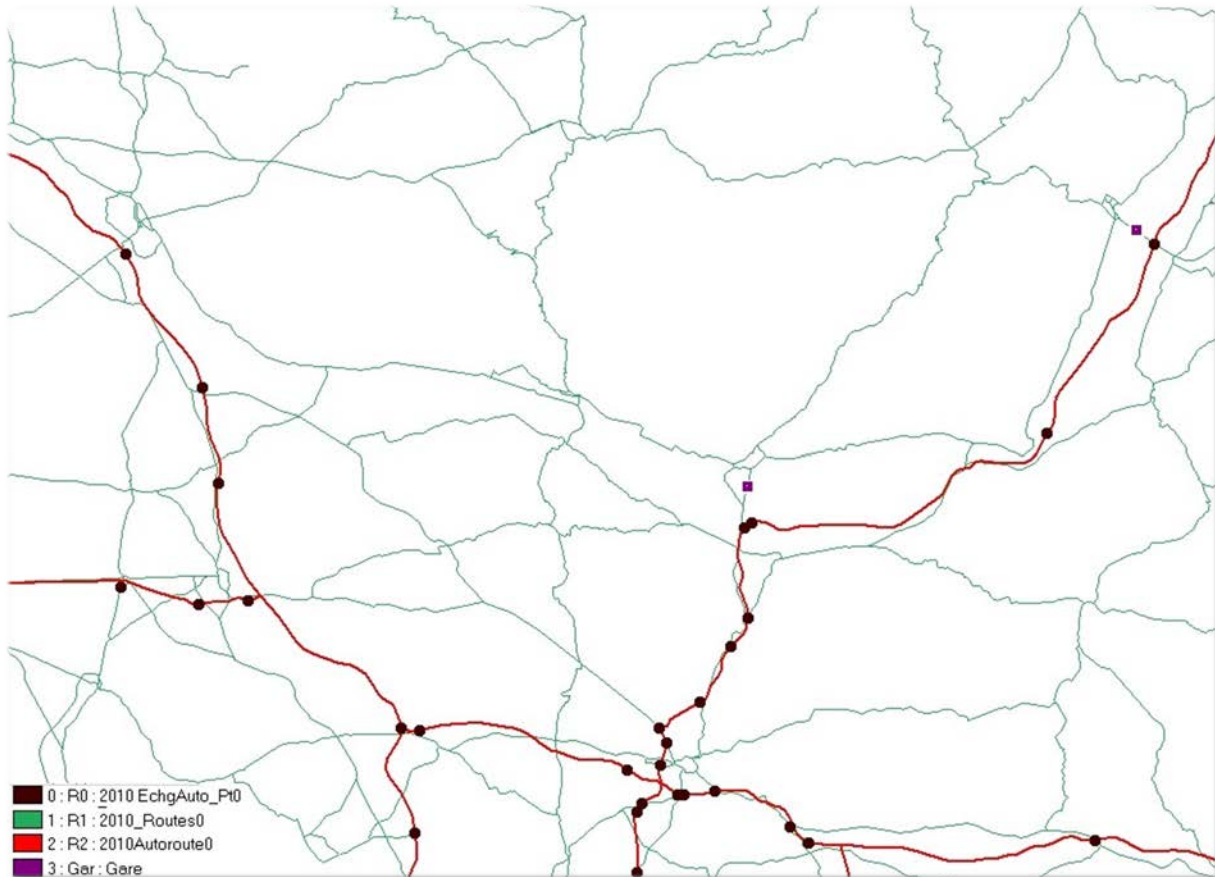 0 : R0 : 2010 EchgAuto_Pt0
1 : R1 : 2010_Routes0
2 : R2 : 2010Autoroute0
3 : Gar : Gare